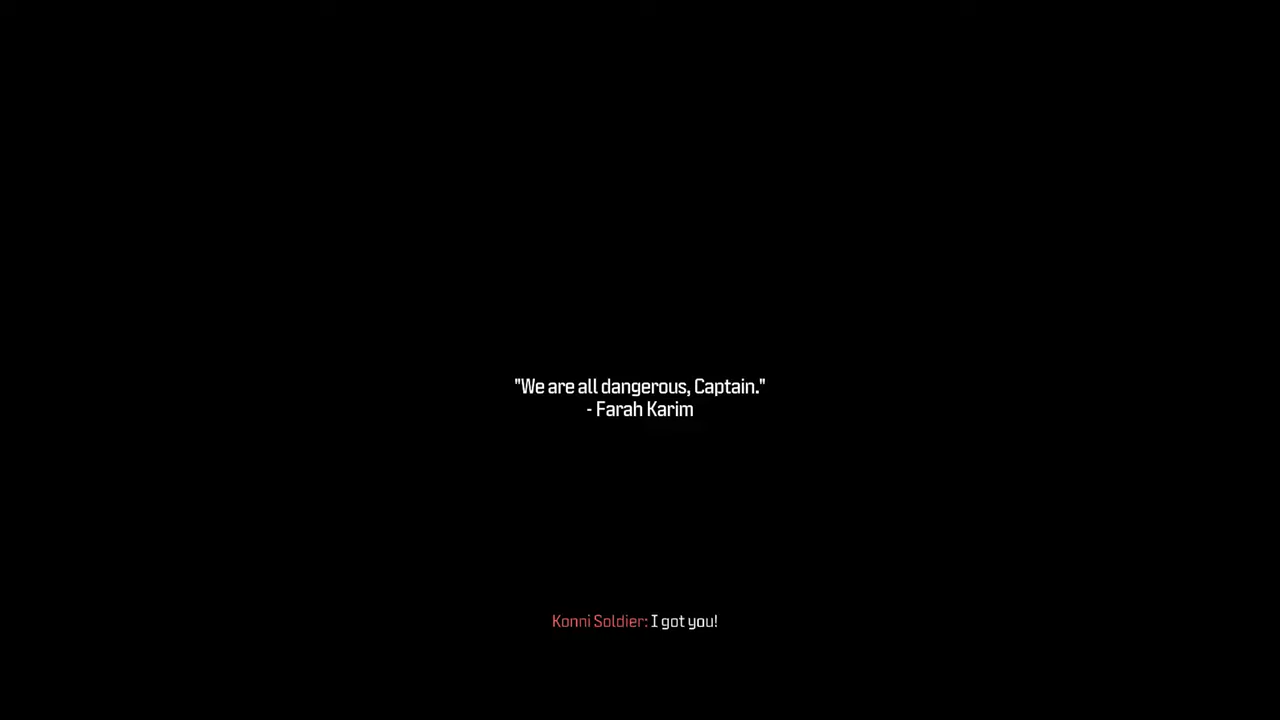 "We are all dangerous, Captain."
- Farah Karim
Konni Soldier: I got you!